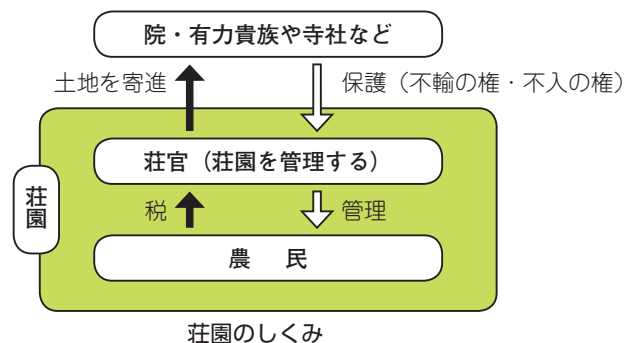 院・有力貴族や寺社など
土地を寄進
保護（不輸の権・不入の権）
荘官（荘園を管理する）
荘園
税
管理
農　民
荘園のしくみ